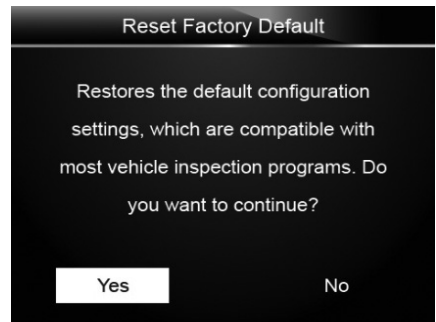 Reset Factory Default
Restores the default configuration
settings, which are compatible with
most vehicle inspection programs. Do
you want to continue?
Yes
No